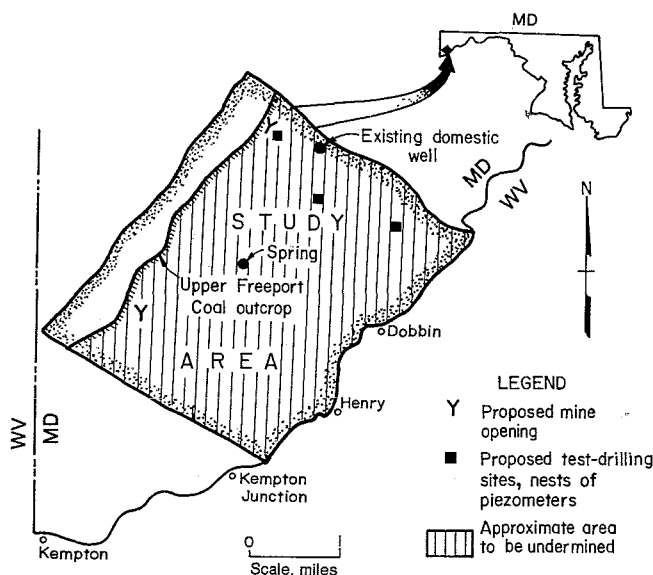 MD
Existing domestic
well
MD
WV
N
Y
STUDY
Spring
Upper Freeport
Coal outcrop
Y
AREA
Dobbin
Henry
WV
MD
Kempton
Junction
Kempton
LEGEND
Y Proposed mine
opening
Proposed test-drilling
sites, nests of
piezometers
Approximate area
to be undermined
0 1
Scale, miles